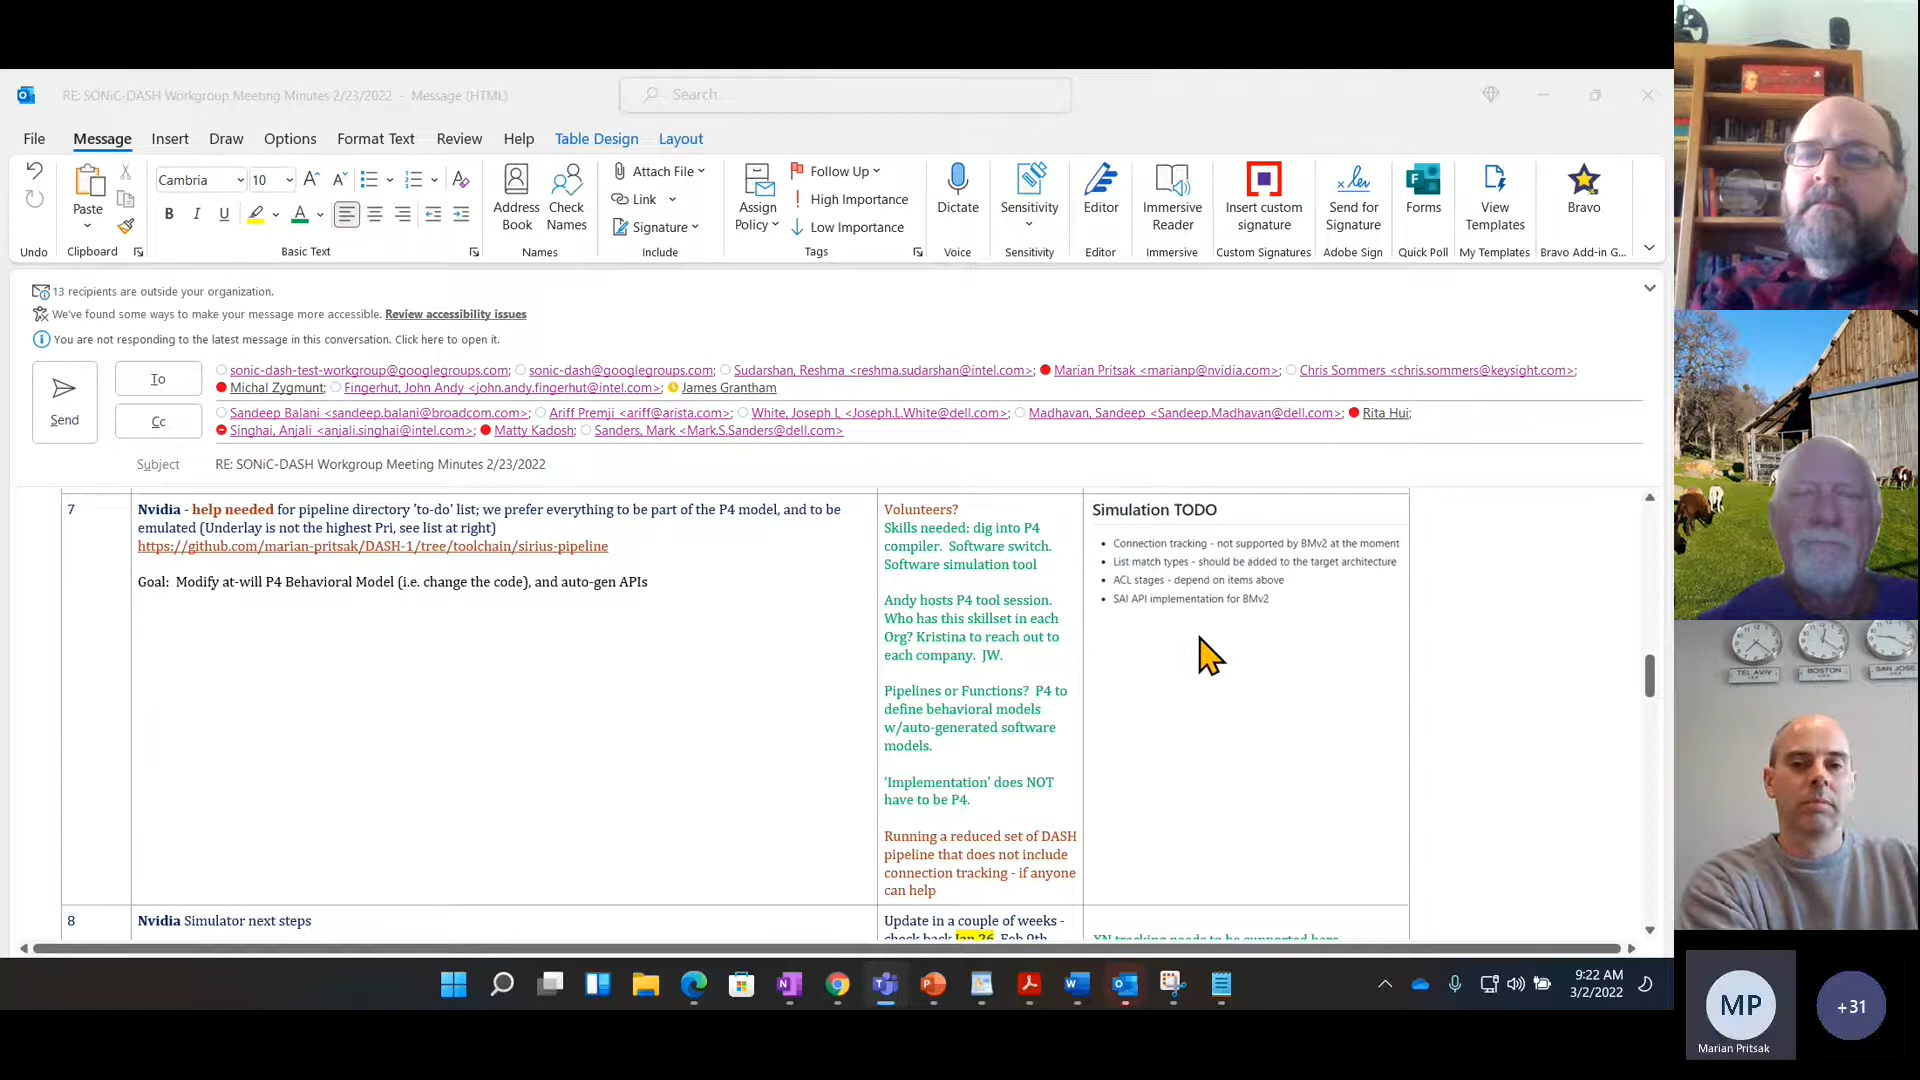 RE: SONiC-DASH Workgroup Meeting Minutes 2/23/2022 - Message (HTML)
Search
File Message Insert Draw Options Format Text Review Help Table Design Layout
Paste
Cambria 10
B I U
Address Book
Check Names
Attach File
Link
Signature
Assign Policy
Follow Up
High Importance
Low Importance
Dictate
Sensitivity
Editor
Immersive Reader
Insert custom signature
Send for Signature
Forms
View Templates
Bravo
Undo Clipboard Basic Text Names Include Tags Voice Sensitivity Editor Immersive Custom Signatures Adobe Sign Quick Poll My Templates Bravo Add-in G...
13 recipients are outside your organization.
We've found some ways to make your message more accessible. Review accessibility issues
You are not responding to the latest message in this conversation. Click here to open it.
Send
To
sonic-dash-test-workgroup@googlegroups.com; sonic-dash@googlegroups.com; Sudarshan, Reshma <reshma.sudarshan@intel.com>; Marian Pritsak <marianp@nvidia.com>; Chris Sommers <chris.sommers@keysight.com>;
Michal Zygmunt; Fingerhut, John Andy <john.andy.fingerhut@intel.com>; James Grantham
Cc
Sandeep Balani <sandeep.balani@broadcom.com>; Ariff Premji <ariff@arista.com>; White, Joseph L <Joseph.L.White@dell.com>; Madhavan, Sandeep <Sandeep.Madhavan@dell.com>; Rita Hui;
Singhai, Anjali <anjali.singhai@intel.com>; Matty Kadosh; Sanders, Mark <Mark.S.Sanders@dell.com>
Subject RE: SONiC-DASH Workgroup Meeting Minutes 2/23/2022
7
Nvidia - help needed for pipeline directory 'to-do' list; we prefer everything to be part of the P4 model, and to be
emulated (Underlay is not the highest Pri, see list at right)
https://github.com/marian-pritsak/DASH-1/tree/toolchain/sirius-pipeline
Goal: Modify at-will P4 Behavioral Model (i.e. change the code), and auto-gen APIs
Volunteers?
Skills needed: dig into P4
compiler. Software switch.
Software simulation tool
Andy hosts P4 tool session.
Who has this skillset in each
Org? Kristina to reach out to
each company. JW.
Pipelines or Functions? P4 to
define behavioral models
w/auto-generated software
models.
'Implementation' does NOT
have to be P4.
Running a reduced set of DASH
pipeline that does not include
connection tracking - if anyone
can help
Simulation TODO
• Connection tracking - not supported by BMv2 at the moment
• List match types - should be added to the target architecture
• ACL stages - depend on items above
• SAI API implementation for BMv2
8
Nvidia Simulator next steps
Update in a couple of weeks -
check back Jan 26, Feb 9th
XN tracking needs to be supported here
9:22 AM
3/2/2022
TEL AVIV
BOSTON
SAN JOSE
MP
Marian Pritsak
+31